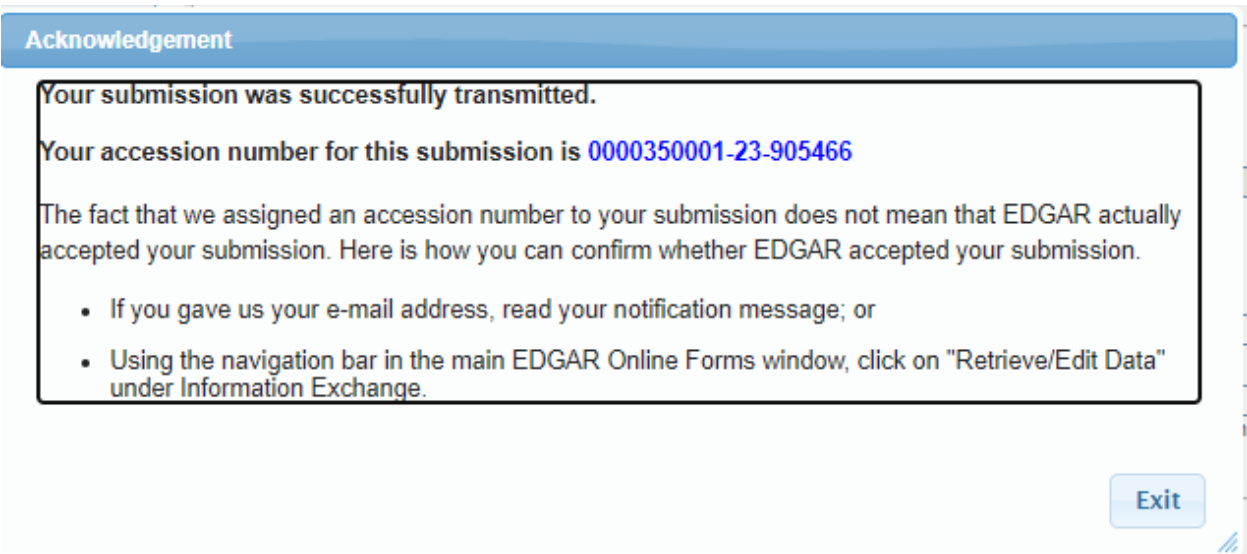 Acknowledgement
Your submission was successfully transmitted.
Your accession number for this submission is 0000350001-23-905466
The fact that we assigned an accession number to your submission does not mean that EDGAR actually
accepted your submission. Here is how you can confirm whether EDGAR accepted your submission.
• If you gave us your e-mail address, read your notification message; or
• Using the navigation bar in the main EDGAR Online Forms window, click on "Retrieve/Edit Data"
under Information Exchange.
Exit